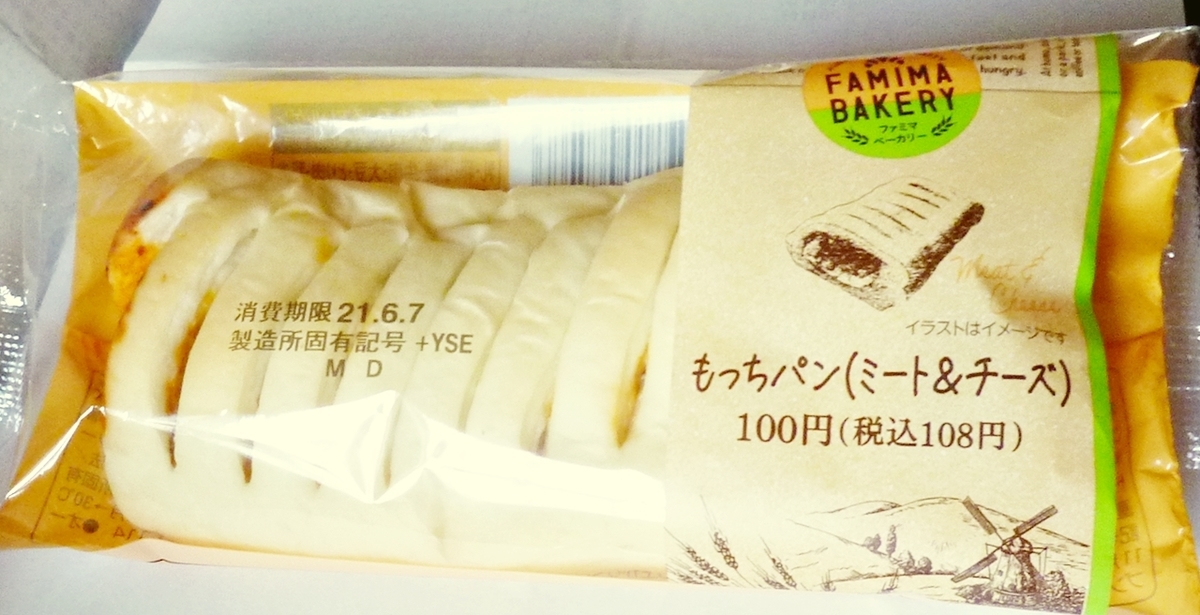 FAMIMA
BAKERY
ファミマ
ベーカリー
hungry.
Meat &
Cheese
イラストはイメージです
もっちパン(ミート&チーズ)
100円(税込108円)
消費期限 21.6.7
製造所固有記号 +YSE
M D